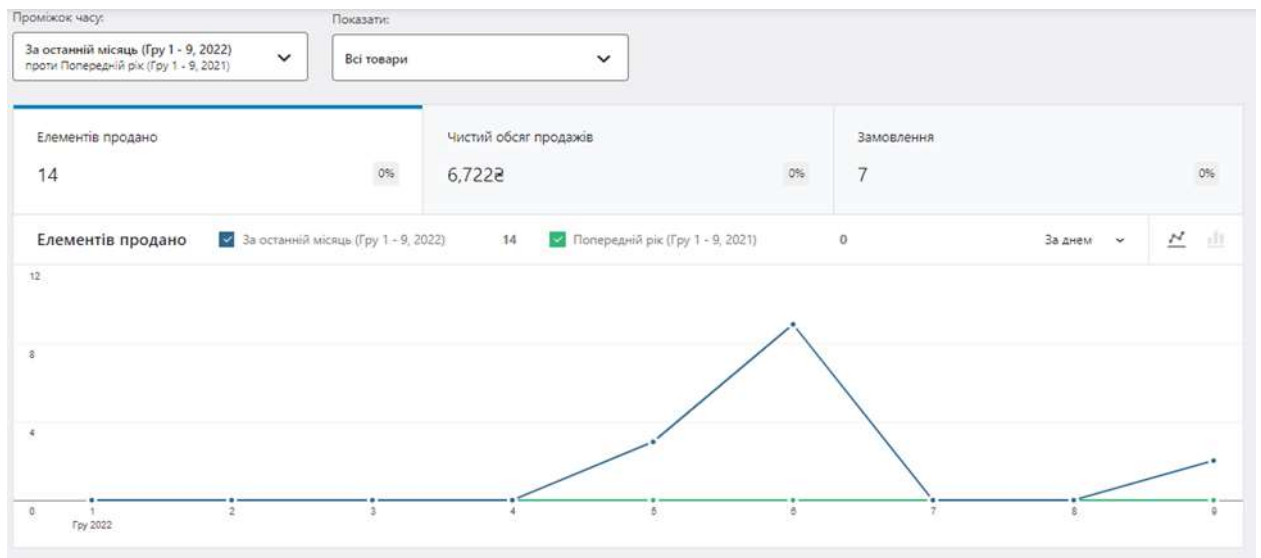 Проміжок часу:
Показати:
За останній місяць (Гру 1 - 9, 2022)
проти Попередній рік (Гру 1 - 9, 2021)
Всі товари
Елементів продано
14
0%
Чистий обсяг продажів
6,722₴
0%
Замовлення
7
0%
Елементів продано
За останній місяць (Гру 1 - 9, 2022) 14
Попередній рік (Гру 1 - 9, 2021) 0
За днем
12
8
4
0 1 2 3 4 5 6 7 8 9
Гру 2022